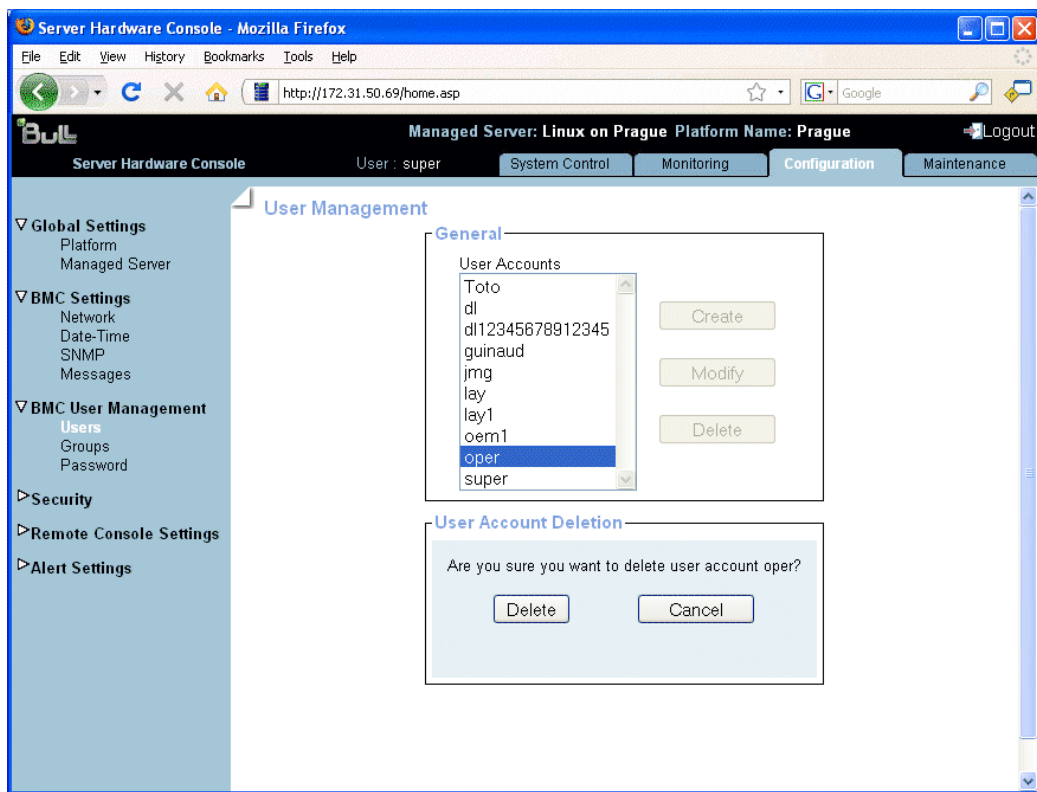 Server Hardware Console - Mozilla Firefox
File Edit View History Bookmarks Tools Help
http://172.31.50.69/home.asp
G Google
Bull
Managed Server: Linux on Prague Platform Name: Prague
Logout
Server Hardware Console
User : super
System Control
Monitoring
Configuration
Maintenance
Global Settings
Platform
Managed Server
BMC Settings
Network
Date-Time
SNMP
Messages
BMC User Management
Users
Groups
Password
Security
Remote Console Settings
Alert Settings
User Management
General
User Accounts
Toto
dl
dl12345678912345
guinaud
jmg
lay
lay1
oem1
oper
super
Create
Modify
Delete
User Account Deletion
Are you sure you want to delete user account oper?
Delete
Cancel